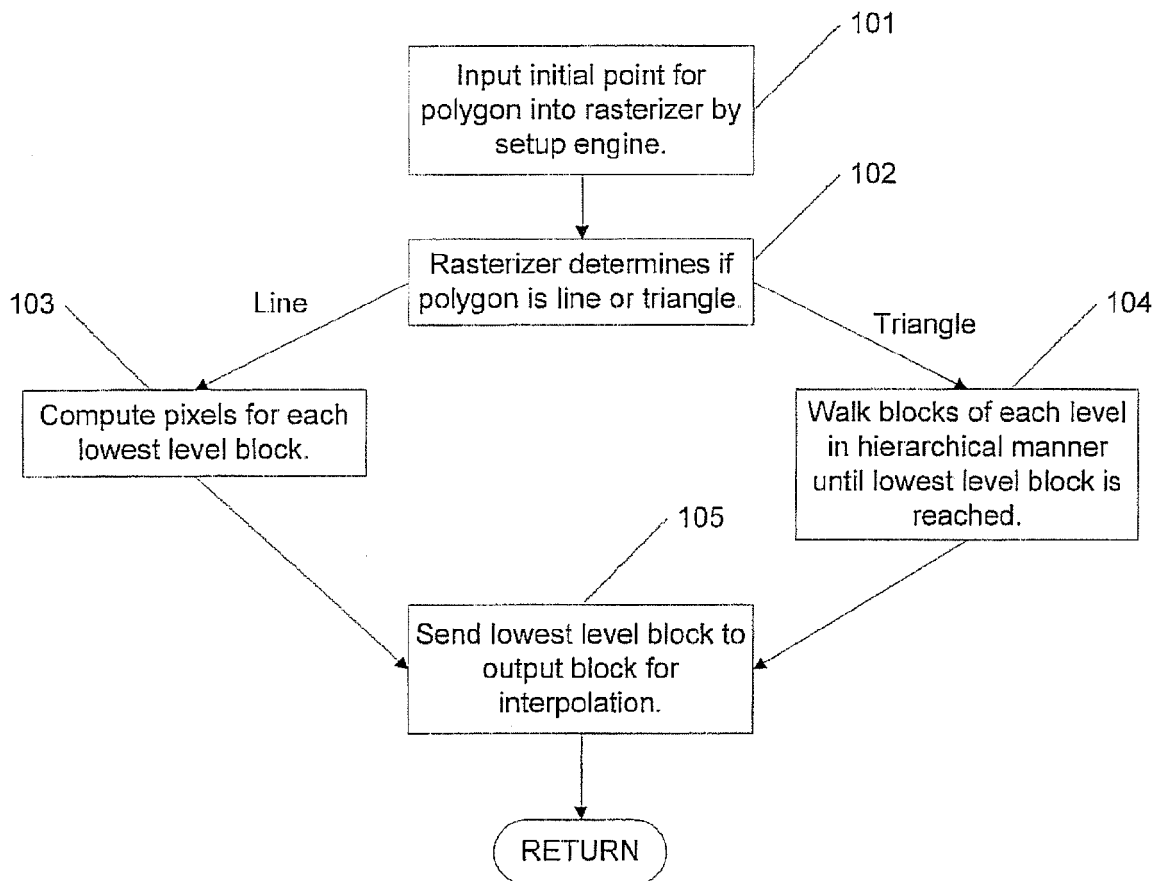 101
Input initial point for
polygon into rasterizer by
setup engine.
102
Rasterizer determines if
polygon is line or triangle.
103
Line
Triangle
104
Compute pixels for each
lowest level block.
Walk blocks of each level
in hierarchical manner
until lowest level block is
reached.
105
Send lowest level block to
output block for
interpolation.
RETURN